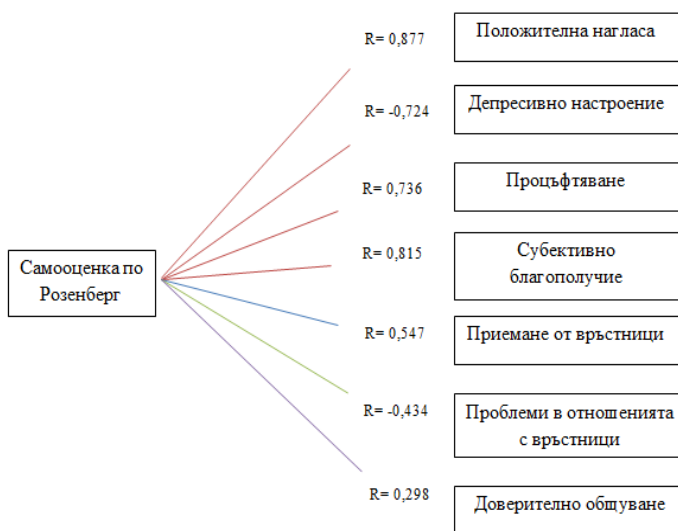 R= 0,877
Положителна нагласа
R= -0,724
Депресивно настроение
R= 0,736
Процъфтяване
Самооценка по
Розенберг
R= 0,815
Субективно
благополучие
R= 0,547
Приемане от връстници
R= -0,434
Проблеми в отношенията
с връстници
R= 0,298
Доверително общуване